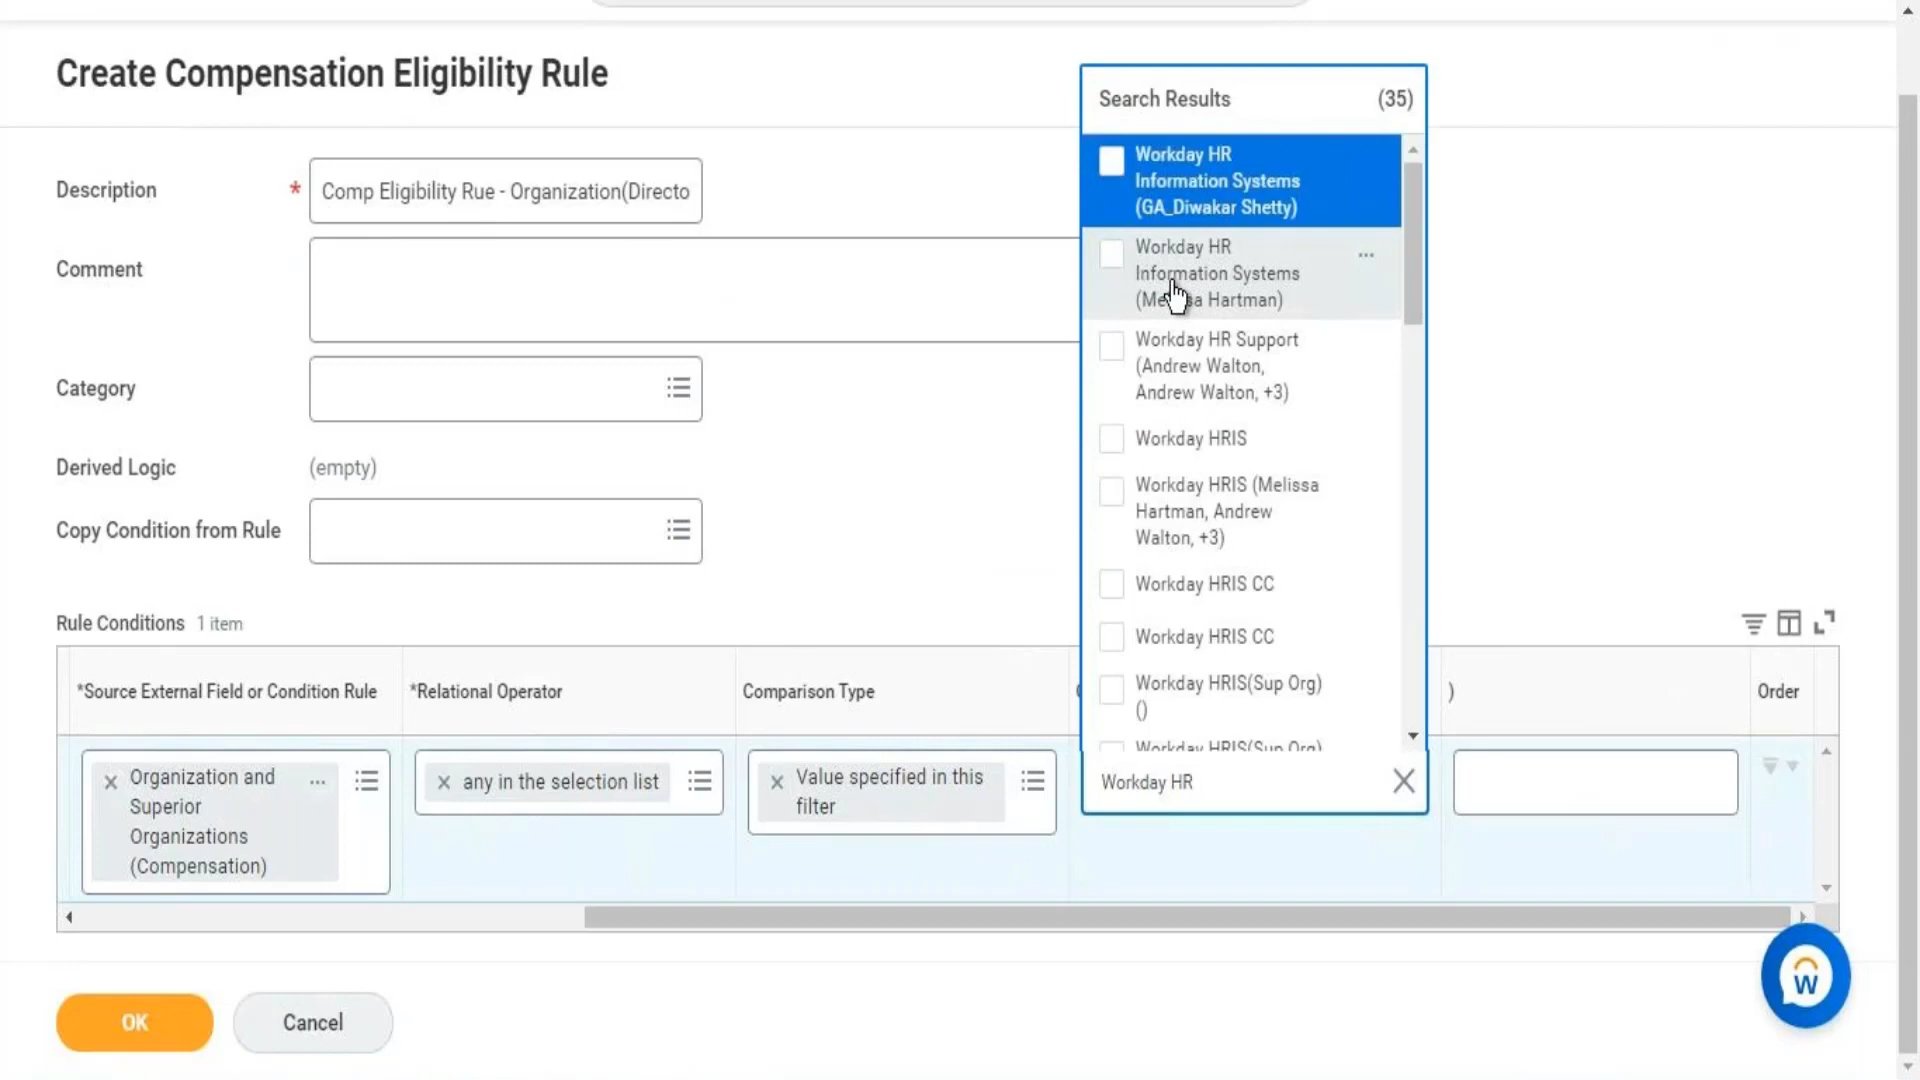 Create Compensation Eligibility Rule
Description
*
Comp Eligibility Rue - Organization(Directo
Comment
Category
Derived Logic
(empty)
Copy Condition from Rule
Search Results (35)
Workday HR
Information Systems
(GA_Diwakar Shetty)
Workday HR
Information Systems
Hartman)
Workday HR Support
(Andrew Walton,
Andrew Walton, +3)
Workday HRIS
Workday HRIS (Melissa
Hartman, Andrew
Walton, +3)
Workday HRIS CC
Workday HRIS CC
Workday HRIS(Sup Org)
()
Workday HRIS(Sup Org)
Workday HR
Rule Conditions 1 item
*Source External Field or Condition Rule
*Relational Operator
Comparison Type
)
Order
Organization and
Superior
Organizations
(Compensation)
any in the selection list
Value specified in this
filter
OK
Cancel
W